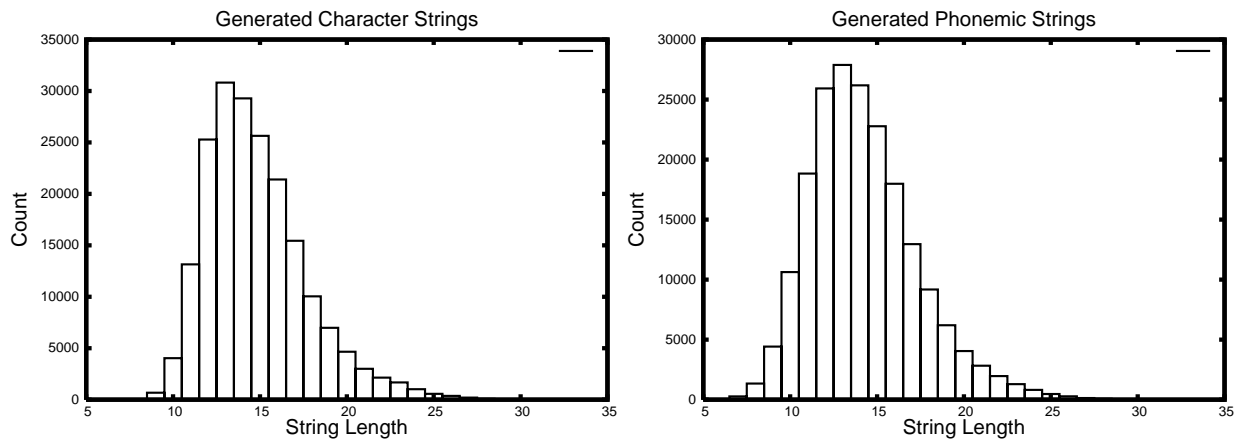 Generated Character Strings
35000
30000
25000
20000
15000
10000
5000
0
Count
5 10 15 20 25 30 35
String Length
Generated Phonemic Strings
30000
25000
20000
15000
10000
5000
0
Count
5 10 15 20 25 30 35
String Length